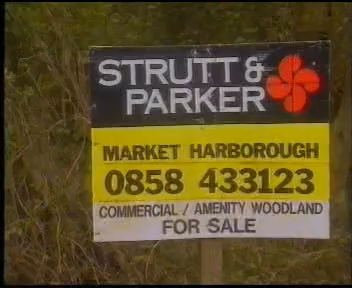 STRUTT &
PARKER
MARKET HARBOROUGH
0858 433123
COMMERCIAL / AMENITY WOODLAND
FOR SALE